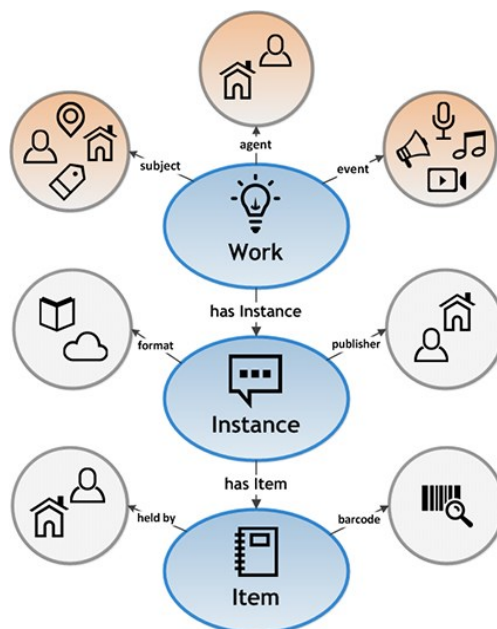 agent
subject
event
Work
has Instance
format
publisher
Instance
has Item
held by
barcode
Item